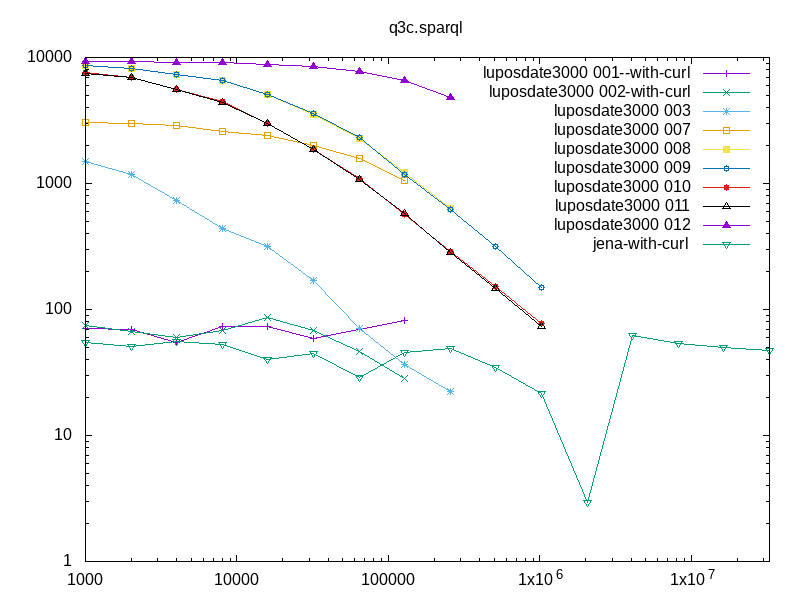 q3c.sparql
10000
1000
100
10
1
luposdate3000 001--with-curl
luposdate3000 002-with-curl
luposdate3000 003
luposdate3000 007
luposdate3000 008
luposdate3000 009
luposdate3000 010
luposdate3000 011
luposdate3000 012
jena-with-curl
1000 10000 100000 1x10^6 1x10^7